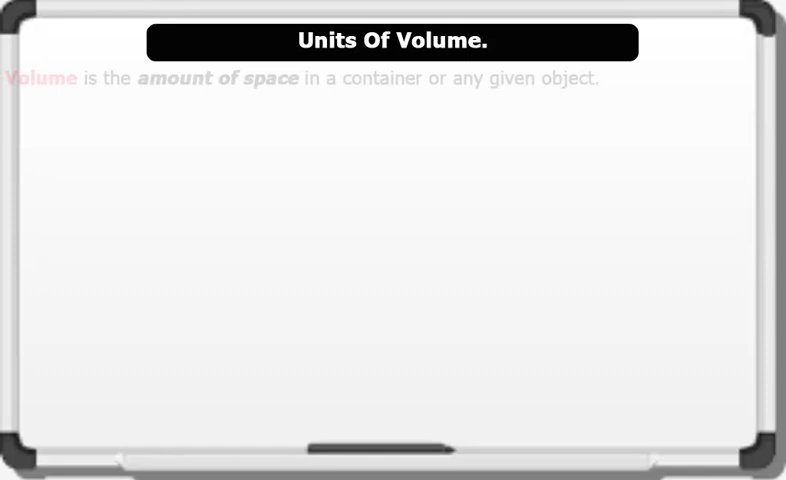 Units Of Volume.
Volume is the amount of space in a container or any given object.